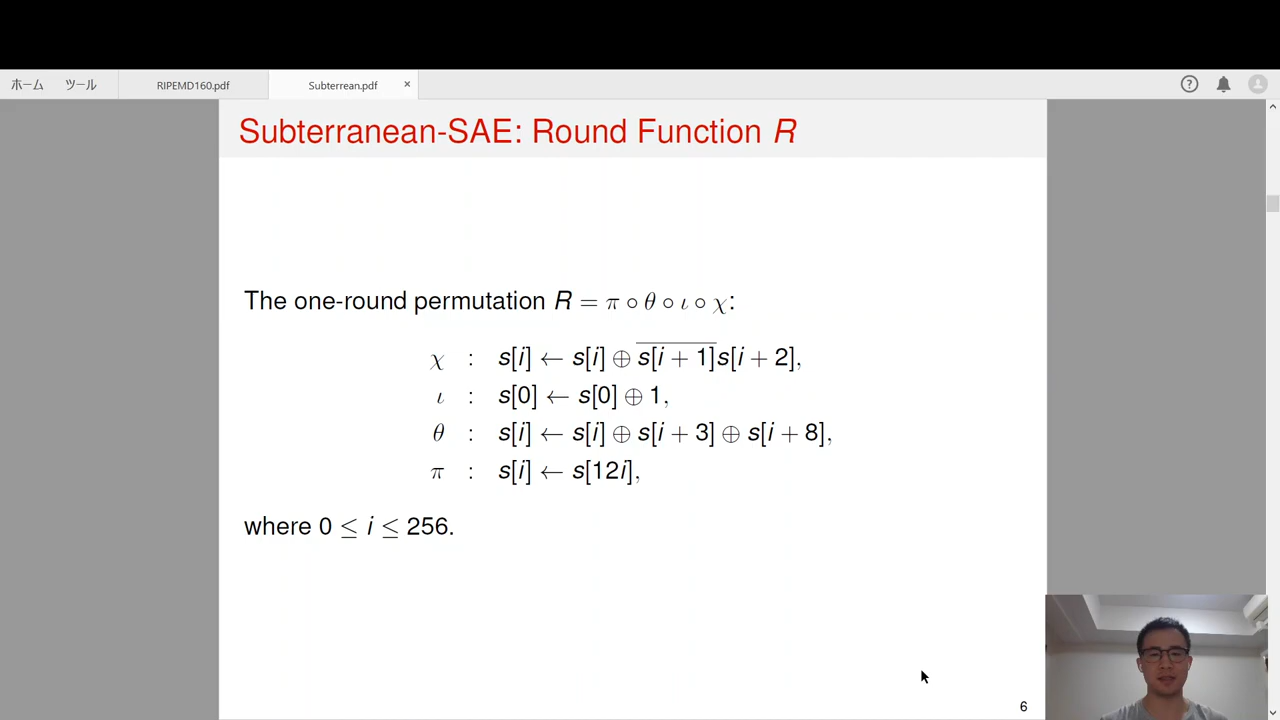 ホーム ツール RIPEMD160.pdf Subterrean.pdf × ?
Subterranean-SAE: Round Function R
The one-round permutation R = π ∘ θ ∘ ι ∘ χ:
χ : s[i] ← s[i] ⊕ s̅[̅i̅ ̅+̅ ̅1̅]̅s[i + 2],
ι : s[0] ← s[0] ⊕ 1,
θ : s[i] ← s[i] ⊕ s[i + 3] ⊕ s[i + 8],
π : s[i] ← s[12i],
where 0 ≤ i ≤ 256.
6